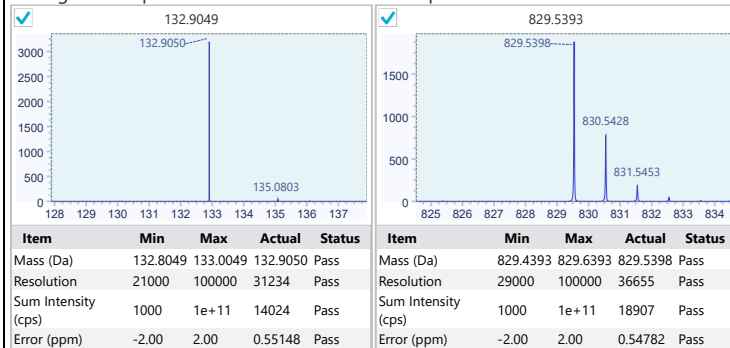 132.9049
829.5393
132.9050
135.0803
3000
2500
2000
1500
1000
500
0
128 129 130 131 132 133 134 135 136 137
829.5398
830.5428
831.5453
1500
1000
500
0
825 826 827 828 829 830 831 832 833 834
Item Min Max Actual Status
Mass (Da) 132.8049 133.0049 132.9050 Pass
Resolution 21000 100000 31234 Pass
Sum Intensity
(cps) 1000 1e+11 14024 Pass
Error (ppm) -2.00 2.00 0.55148 Pass
Item Min Max Actual Status
Mass (Da) 829.4393 829.6393 829.5398 Pass
Resolution 29000 100000 36655 Pass
Sum Intensity
(cps) 1000 1e+11 18907 Pass
Error (ppm) -2.00 2.00 0.54782 Pass